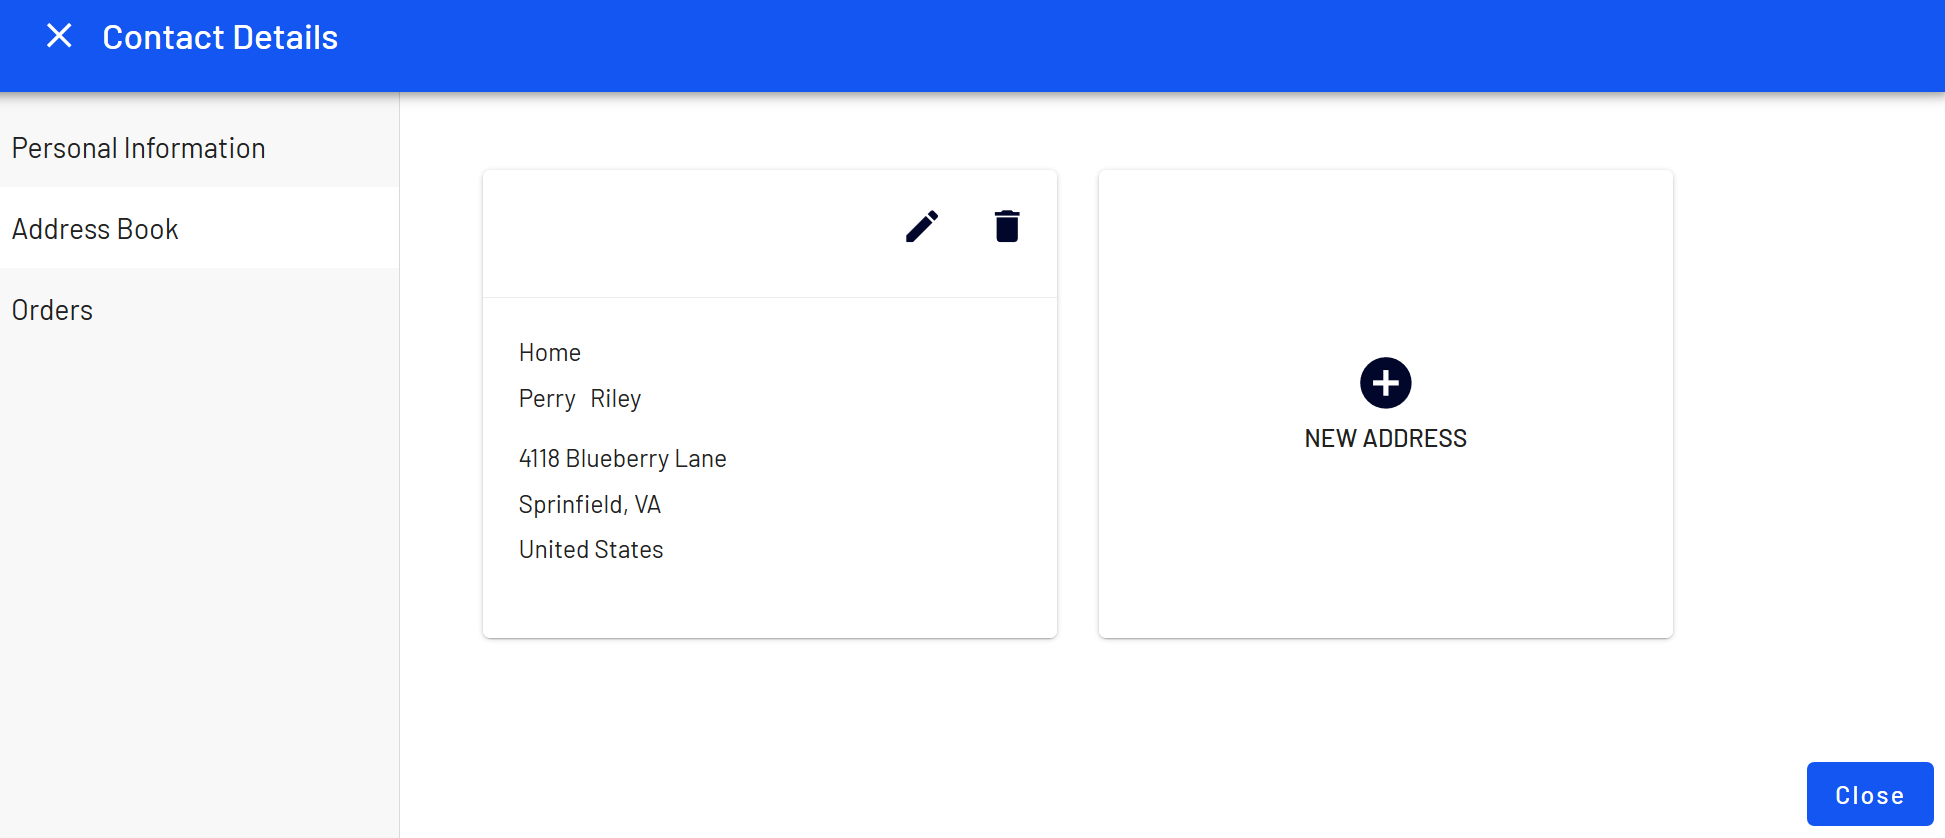 Contact Details
Personal Information
Address Book
Orders
Home
Perry Riley
4118 Blueberry Lane
Sprinfield, VA
United States
NEW ADDRESS
Close